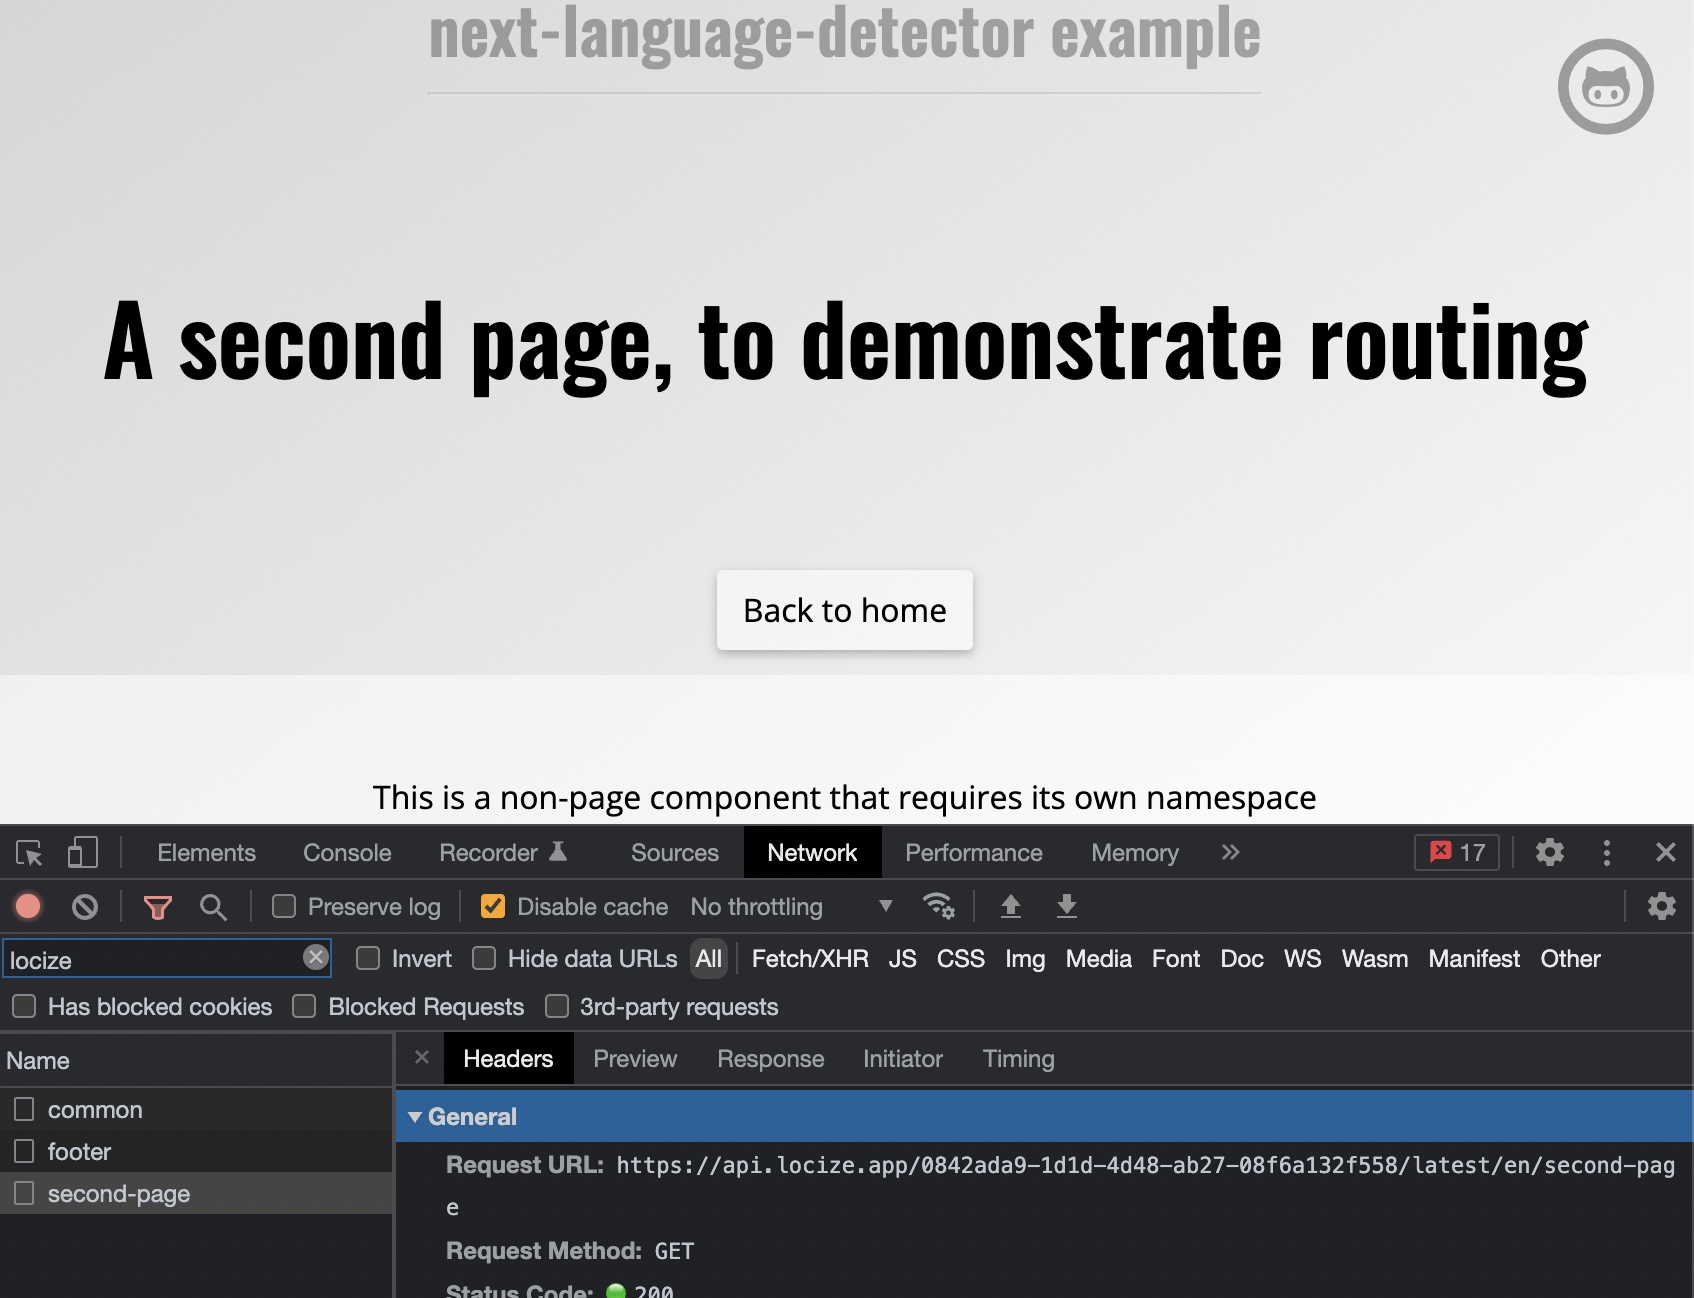 next-language-detector example
A second page, to demonstrate routing
Back to home
This is a non-page component that requires its own namespace
Elements Console Recorder Sources Network Performance Memory 17
Preserve log Disable cache No throttling
locize Invert Hide data URLs All Fetch/XHR JS CSS Img Media Font Doc WS Wasm Manifest Other
Has blocked cookies Blocked Requests 3rd-party requests
Name
Headers Preview Response Initiator Timing
common
footer
second-page
General
Request URL: https://api.locize.app/0842ada9-1d1d-4d48-ab27-08f6a132f558/latest/en/second-pag
e
Request Method: GET
Status Code: 200